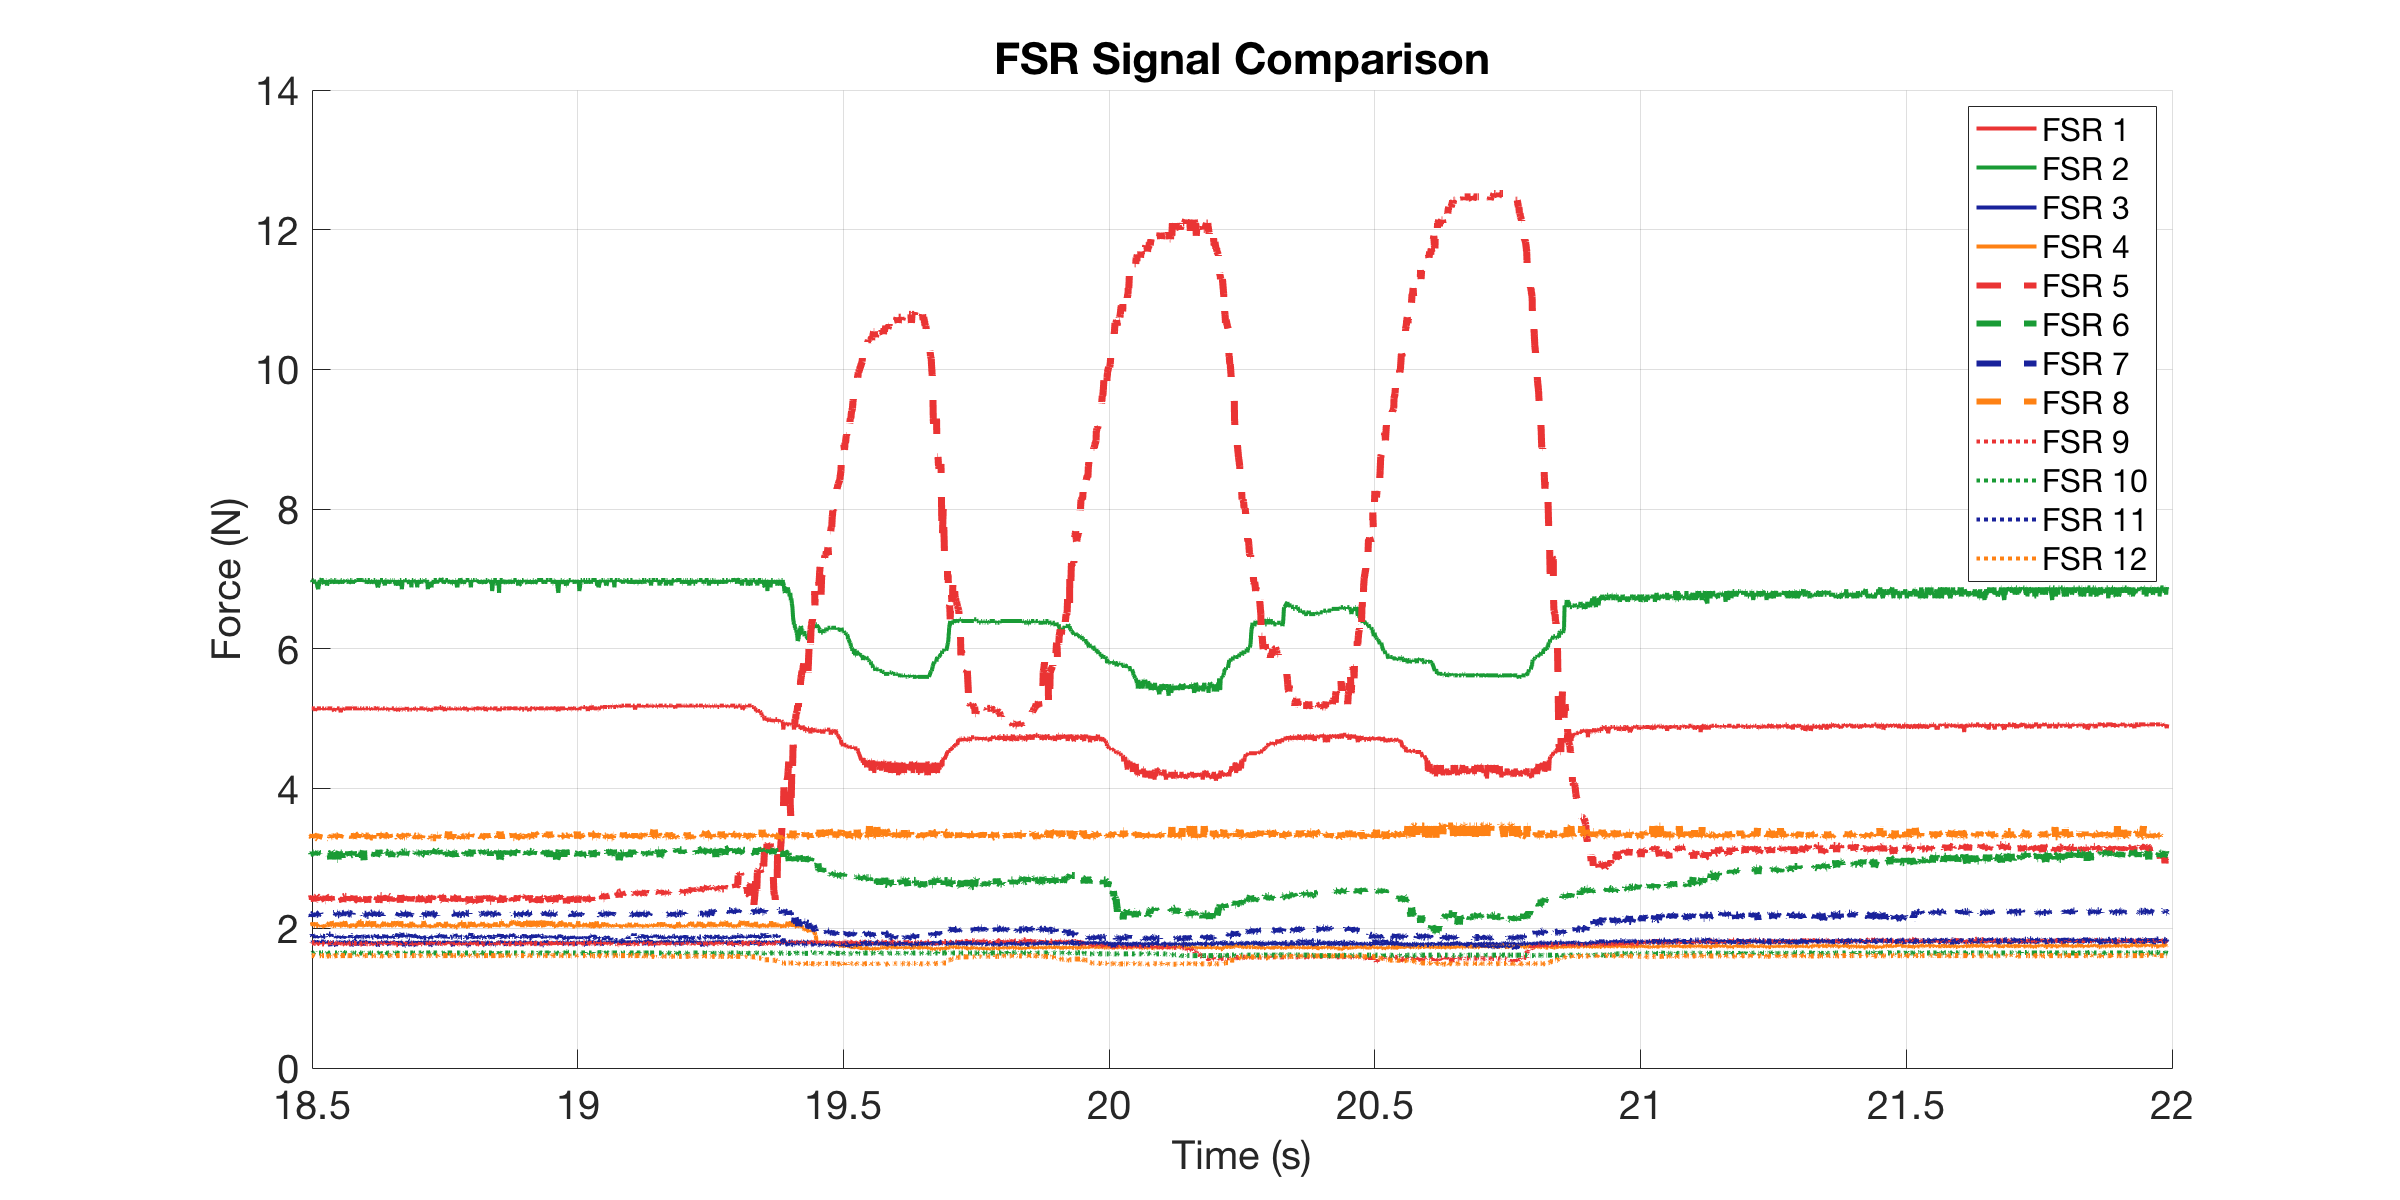 FSR Signal Comparison
14
12
10
8
6
4
2
0
Force (N)
18.5 19 19.5 20 20.5 21 21.5 22
Time (s)
FSR 1
FSR 2
FSR 3
FSR 4
FSR 5
FSR 6
FSR 7
FSR 8
FSR 9
FSR 10
FSR 11
FSR 12